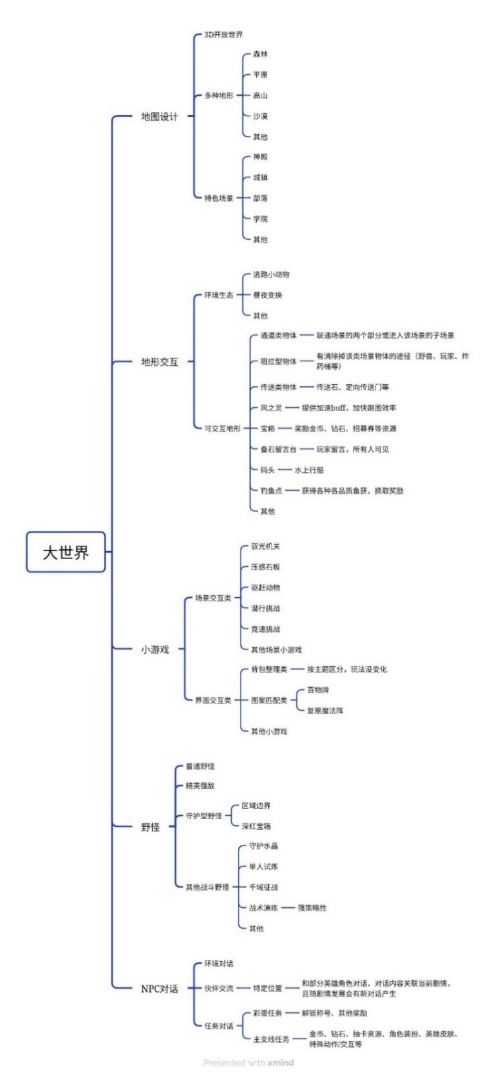 大世界
地图设计
3D开放世界
多种地形
森林
平原
高山
沙漠
其他
特色场景
神殿
城镇
部落
学院
其他
地形交互
环境生态
逃跑小动物
昼夜变换
其他
可交互地形
通道类物体
联通场景的两个部分或进入该场景的子场景
阻拦型物体
有消除掉该类场景物体的途径（野兽、玩家、炸
药桶等）
传送类物体
传送石、定向传送门等
风之灵
提供加速buff，加快跑图效率
宝箱
奖励金币、钻石、招募券等资源
叠石留言台
玩家留言，所有人可见
码头
水上行船
钓鱼点
获得各种各品质鱼获，换取奖励
其他
小游戏
场景交互类
驭光机关
压感石板
驱赶动物
潜行挑战
竞速挑战
其他场景小游戏
界面交互类
背包整理类
按主题区分，玩法没变化
图案匹配类
百物牌
复原魔法阵
其他小游戏
野怪
普通野怪
精英强敌
守护型野怪
区域边界
深红宝箱
其他战斗野怪
守护水晶
单人试炼
千域征战
战术演练
强策略性
其他
NPC对话
环境对话
伙伴交流
特定位置
和部分英雄角色对话，对话内容关联当前剧情，
且随剧情发展会有新对话产生
任务对话
彩蛋任务
解锁称号、其他奖励
主支线任务
金币、钻石、抽卡资源、角色装扮、英雄皮肤、
特殊动作/交互等
Presented with xmind